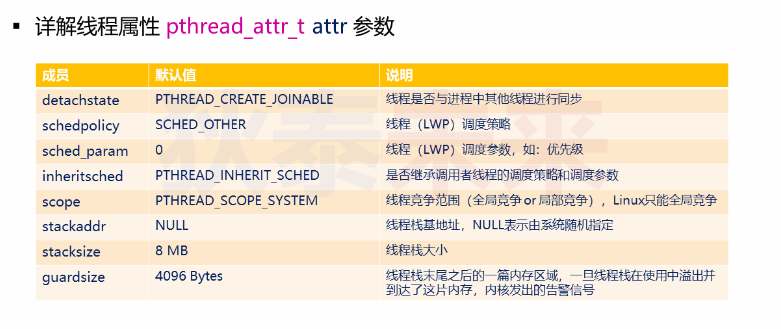 ▪ 详解线程属性 pthread_attr_t attr 参数
成员 默认值 说明
detachstate PTHREAD_CREATE_JOINABLE 线程是否与进程中其他线程进行同步
schedpolicy SCHED_OTHER 线程（LWP）调度策略
sched_param 0 线程（LWP）调度参数，如：优先级
inheritsched PTHREAD_INHERIT_SCHED 是否继承调用者线程的调度策略和调度参数
scope PTHREAD_SCOPE_SYSTEM 线程竞争范围（全局竞争 or 局部竞争），Linux只能全局竞争
stackaddr NULL 线程栈基地址，NULL表示由系统随机指定
stacksize 8 MB 线程栈大小
guardsize 4096 Bytes 线程栈末尾之后的一篇内存区域，一旦线程栈在使用中溢出并
到达了这片内存，内核发出的告警信号
狄泰未来